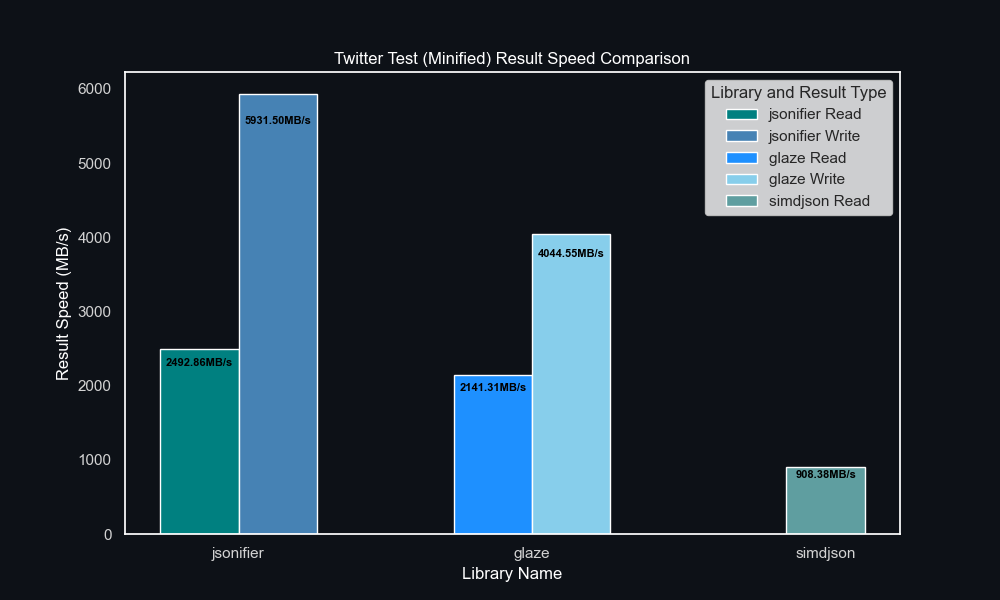 Twitter Test (Minified) Result Speed Comparison
6000
5000
4000
3000
2000
1000
0
Result Speed (MB/s)
5931.50MB/s
2492.86MB/s
4044.55MB/s
2141.31MB/s
908.38MB/s
Library and Result Type
jsonifier Read
jsonifier Write
glaze Read
glaze Write
simdjson Read
jsonifier
glaze
simdjson
Library Name